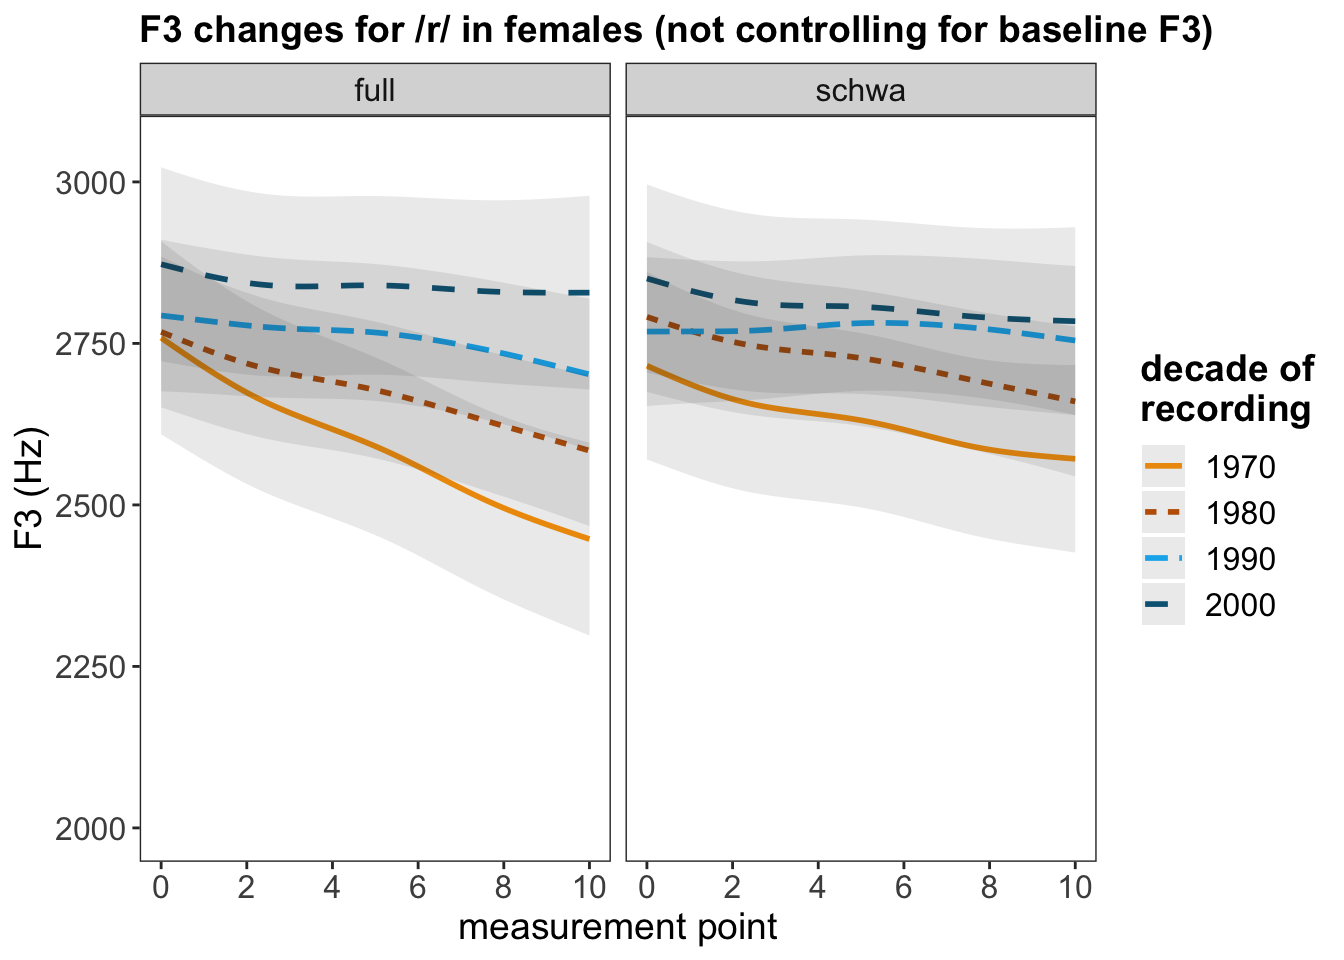 F3 changes for /r/ in females (not controlling for baseline F3)
full
schwa
F3 (Hz)
3000
2750
2500
2250
2000
0 2 4 6 8 10
0 2 4 6 8 10
measurement point
decade of
recording
1970
1980
1990
2000